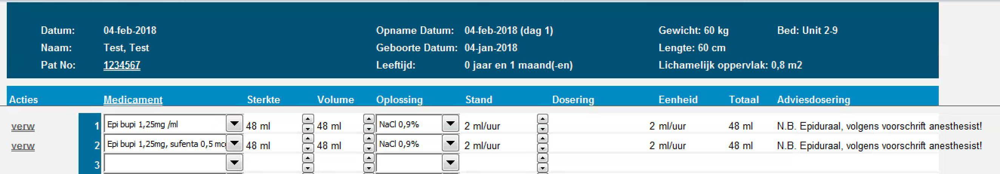 Datum: 04-feb-2018 Opname Datum: 04-feb-2018 (dag 1) Gewicht: 60 kg Bed: Unit 2-9
Naam: Test, Test Geboorte Datum: 04-jan-2018 Lengte: 60 cm
Pat No: 1234567 Leeftijd: 0 jaar en 1 maand(-en) Lichamelijk oppervlak: 0,8 m2
Acties Medicament Sterkte Volume Oplossing Stand Dosering Eenheid Totaal Adviesdosering
verw 1 Epi bupi 1,25mg /ml 48 ml 48 ml NaCl 0,9% 2 ml/uur 2 ml/uur 48 ml N.B. Epiduraal, volgens voorschrift anesthesist!
verw 2 Epi bupi 1,25mg, sufenta 0,5 mc 48 ml 48 ml NaCl 0,9% 2 ml/uur 2 ml/uur 48 ml N.B. Epiduraal, volgens voorschrift anesthesist!
3